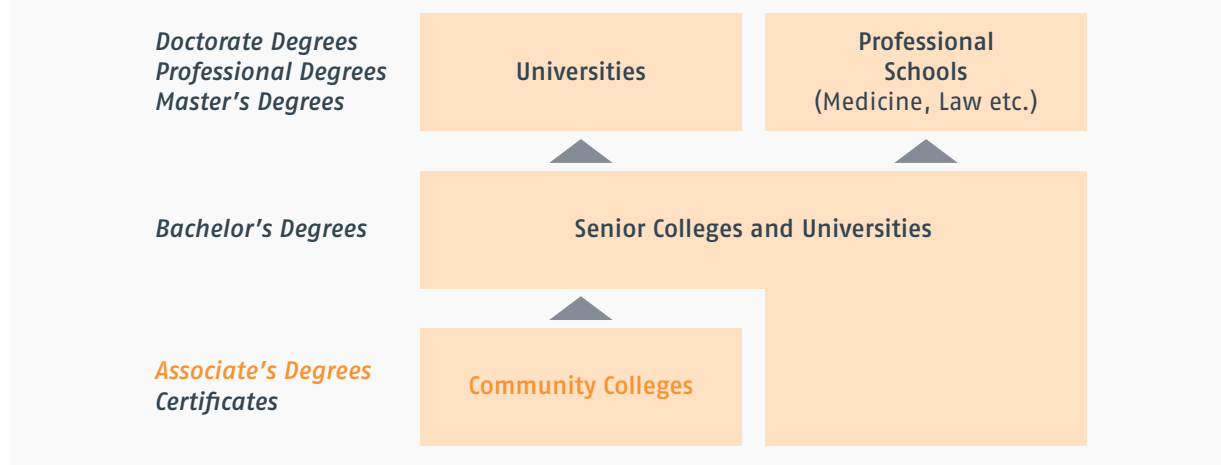 Doctorate Degrees
Professional Degrees
Master's Degrees
Universities
Professional
Schools
(Medicine, Law etc.)
Bachelor's Degrees
Senior Colleges and Universities
Associate's Degrees
Certificates
Community Colleges